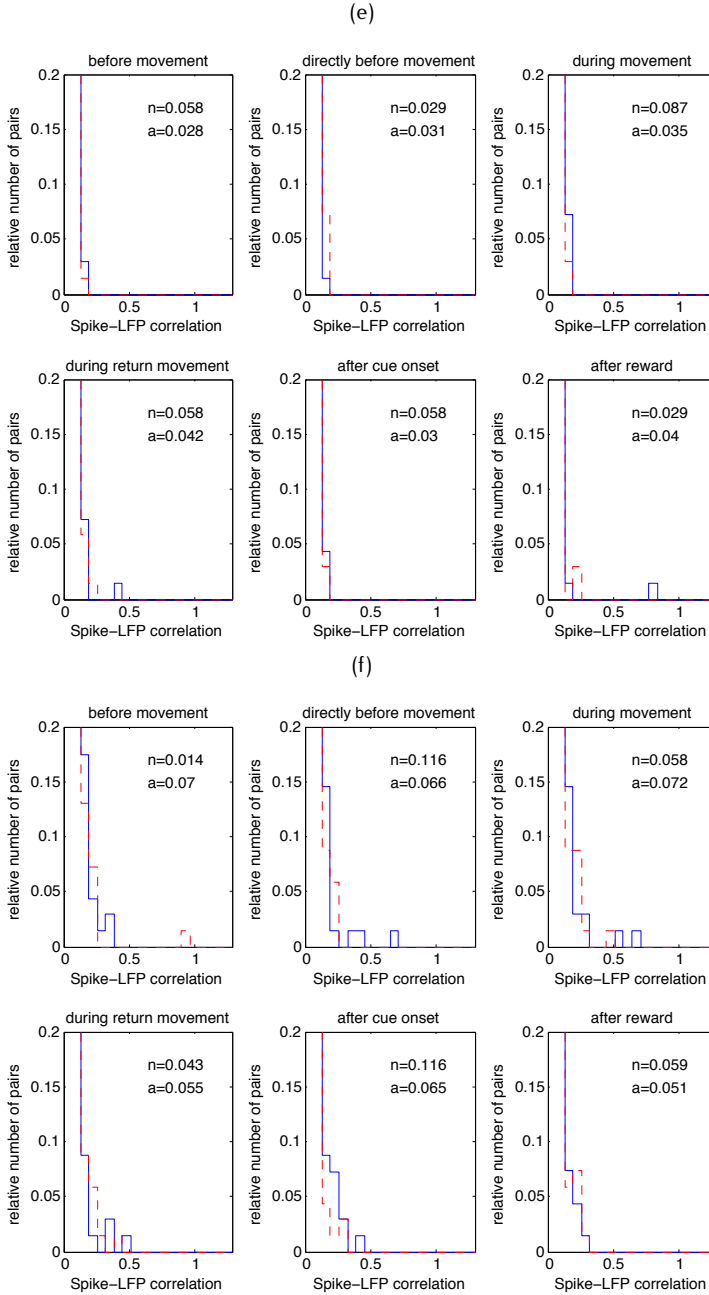 (e)
before movement
directly before movement
during movement
relative number of pairs
0.2
0.15
0.1
0.05
0
n=0.058
a=0.028
0 0.5 1
Spike−LFP correlation
relative number of pairs
0.2
0.15
0.1
0.05
0
n=0.029
a=0.031
0 0.5 1
Spike−LFP correlation
relative number of pairs
0.2
0.15
0.1
0.05
0
n=0.087
a=0.035
0 0.5 1
Spike−LFP correlation
during return movement
after cue onset
after reward
relative number of pairs
0.2
0.15
0.1
0.05
0
n=0.058
a=0.042
0 0.5 1
Spike−LFP correlation
relative number of pairs
0.2
0.15
0.1
0.05
0
n=0.058
a=0.03
0 0.5 1
Spike−LFP correlation
relative number of pairs
0.2
0.15
0.1
0.05
0
n=0.029
a=0.04
0 0.5 1
Spike−LFP correlation
(f)
before movement
directly before movement
during movement
relative number of pairs
0.2
0.15
0.1
0.05
0
n=0.014
a=0.07
0 0.5 1
Spike−LFP correlation
relative number of pairs
0.2
0.15
0.1
0.05
0
n=0.116
a=0.066
0 0.5 1
Spike−LFP correlation
relative number of pairs
0.2
0.15
0.1
0.05
0
n=0.058
a=0.072
0 0.5 1
Spike−LFP correlation
during return movement
after cue onset
after reward
relative number of pairs
0.2
0.15
0.1
0.05
0
n=0.043
a=0.055
0 0.5 1
Spike−LFP correlation
relative number of pairs
0.2
0.15
0.1
0.05
0
n=0.116
a=0.065
0 0.5 1
Spike−LFP correlation
relative number of pairs
0.2
0.15
0.1
0.05
0
n=0.059
a=0.051
0 0.5 1
Spike−LFP correlation